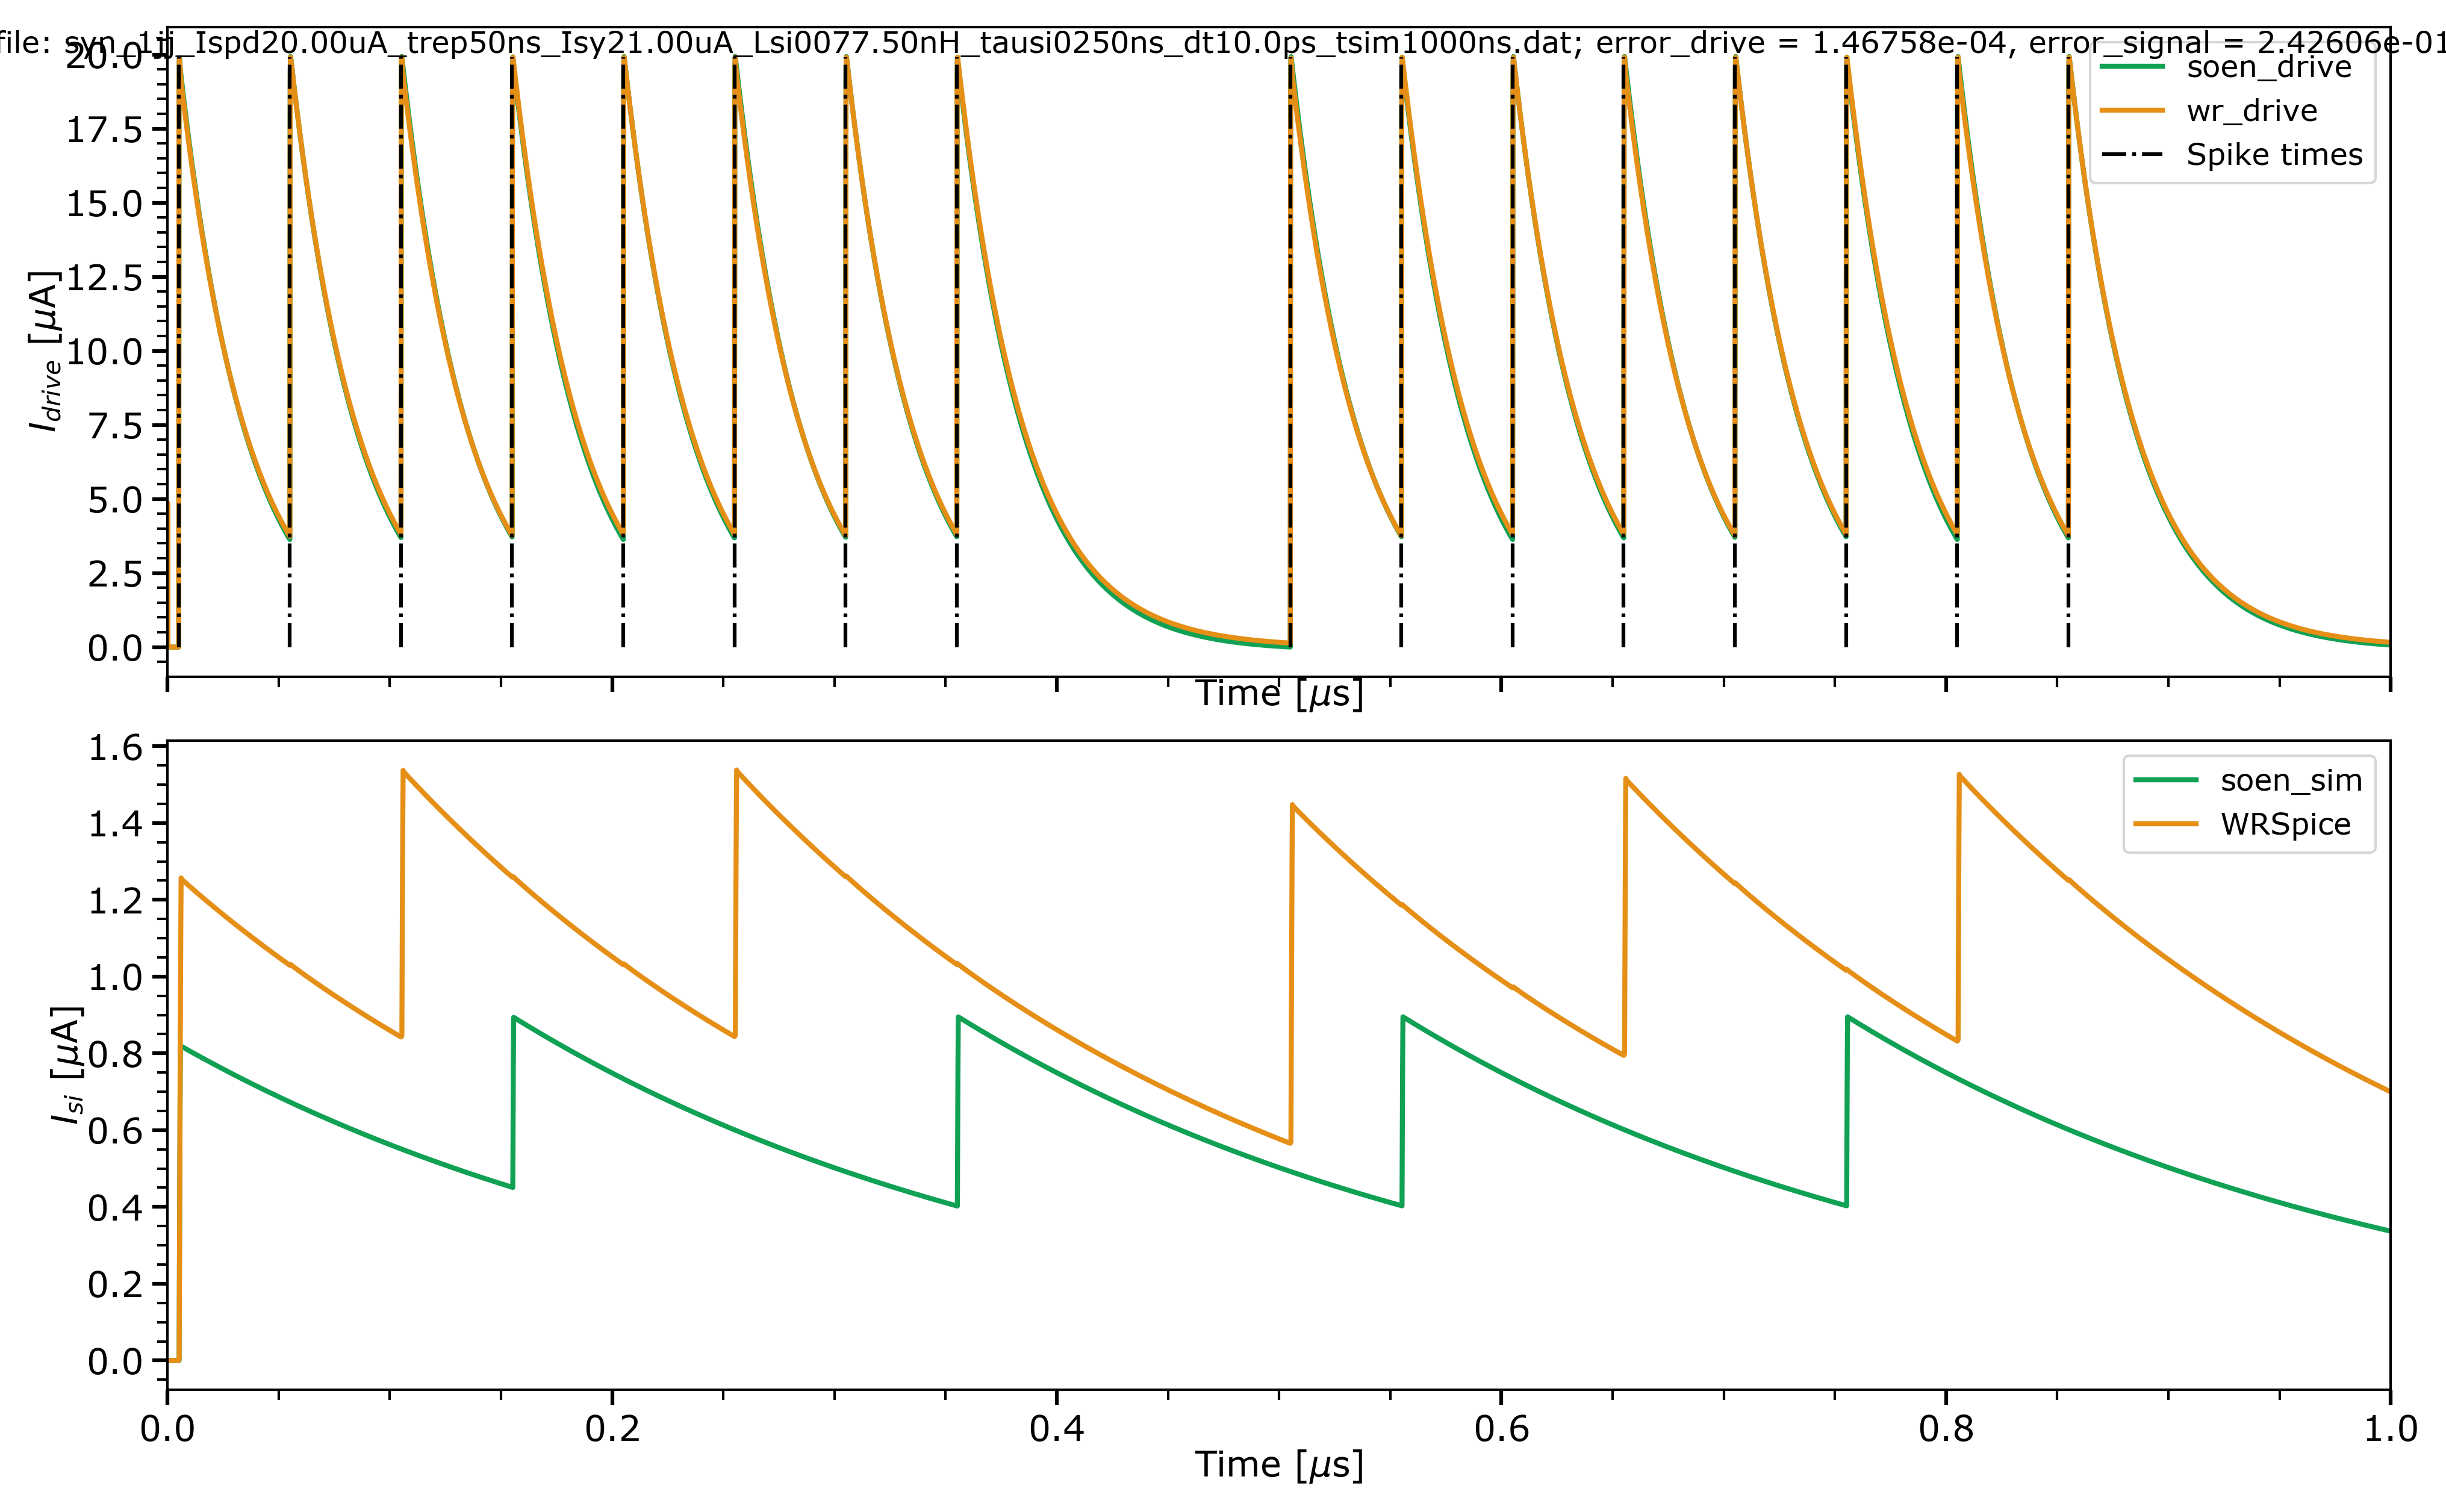 file: syn_1jj_Ispd20.00uA_trep50ns_Isy21.00uA_Lsi0077.50nH_tausi0250ns_dt10.0ps_tsim1000ns.dat; error_drive = 1.46758e-04, error_signal = 2.42606e-01
20.0
17.5
15.0
12.5
10.0
7.5
5.0
2.5
0.0
I_drive [μA]
soen_drive
wr_drive
Spike times
Time [μs]
1.6
1.4
1.2
1.0
0.8
0.6
0.4
0.2
0.0
I_si [μA]
soen_sim
WRSpice
0.0 0.2 0.4 0.6 0.8 1.0
Time [μs]